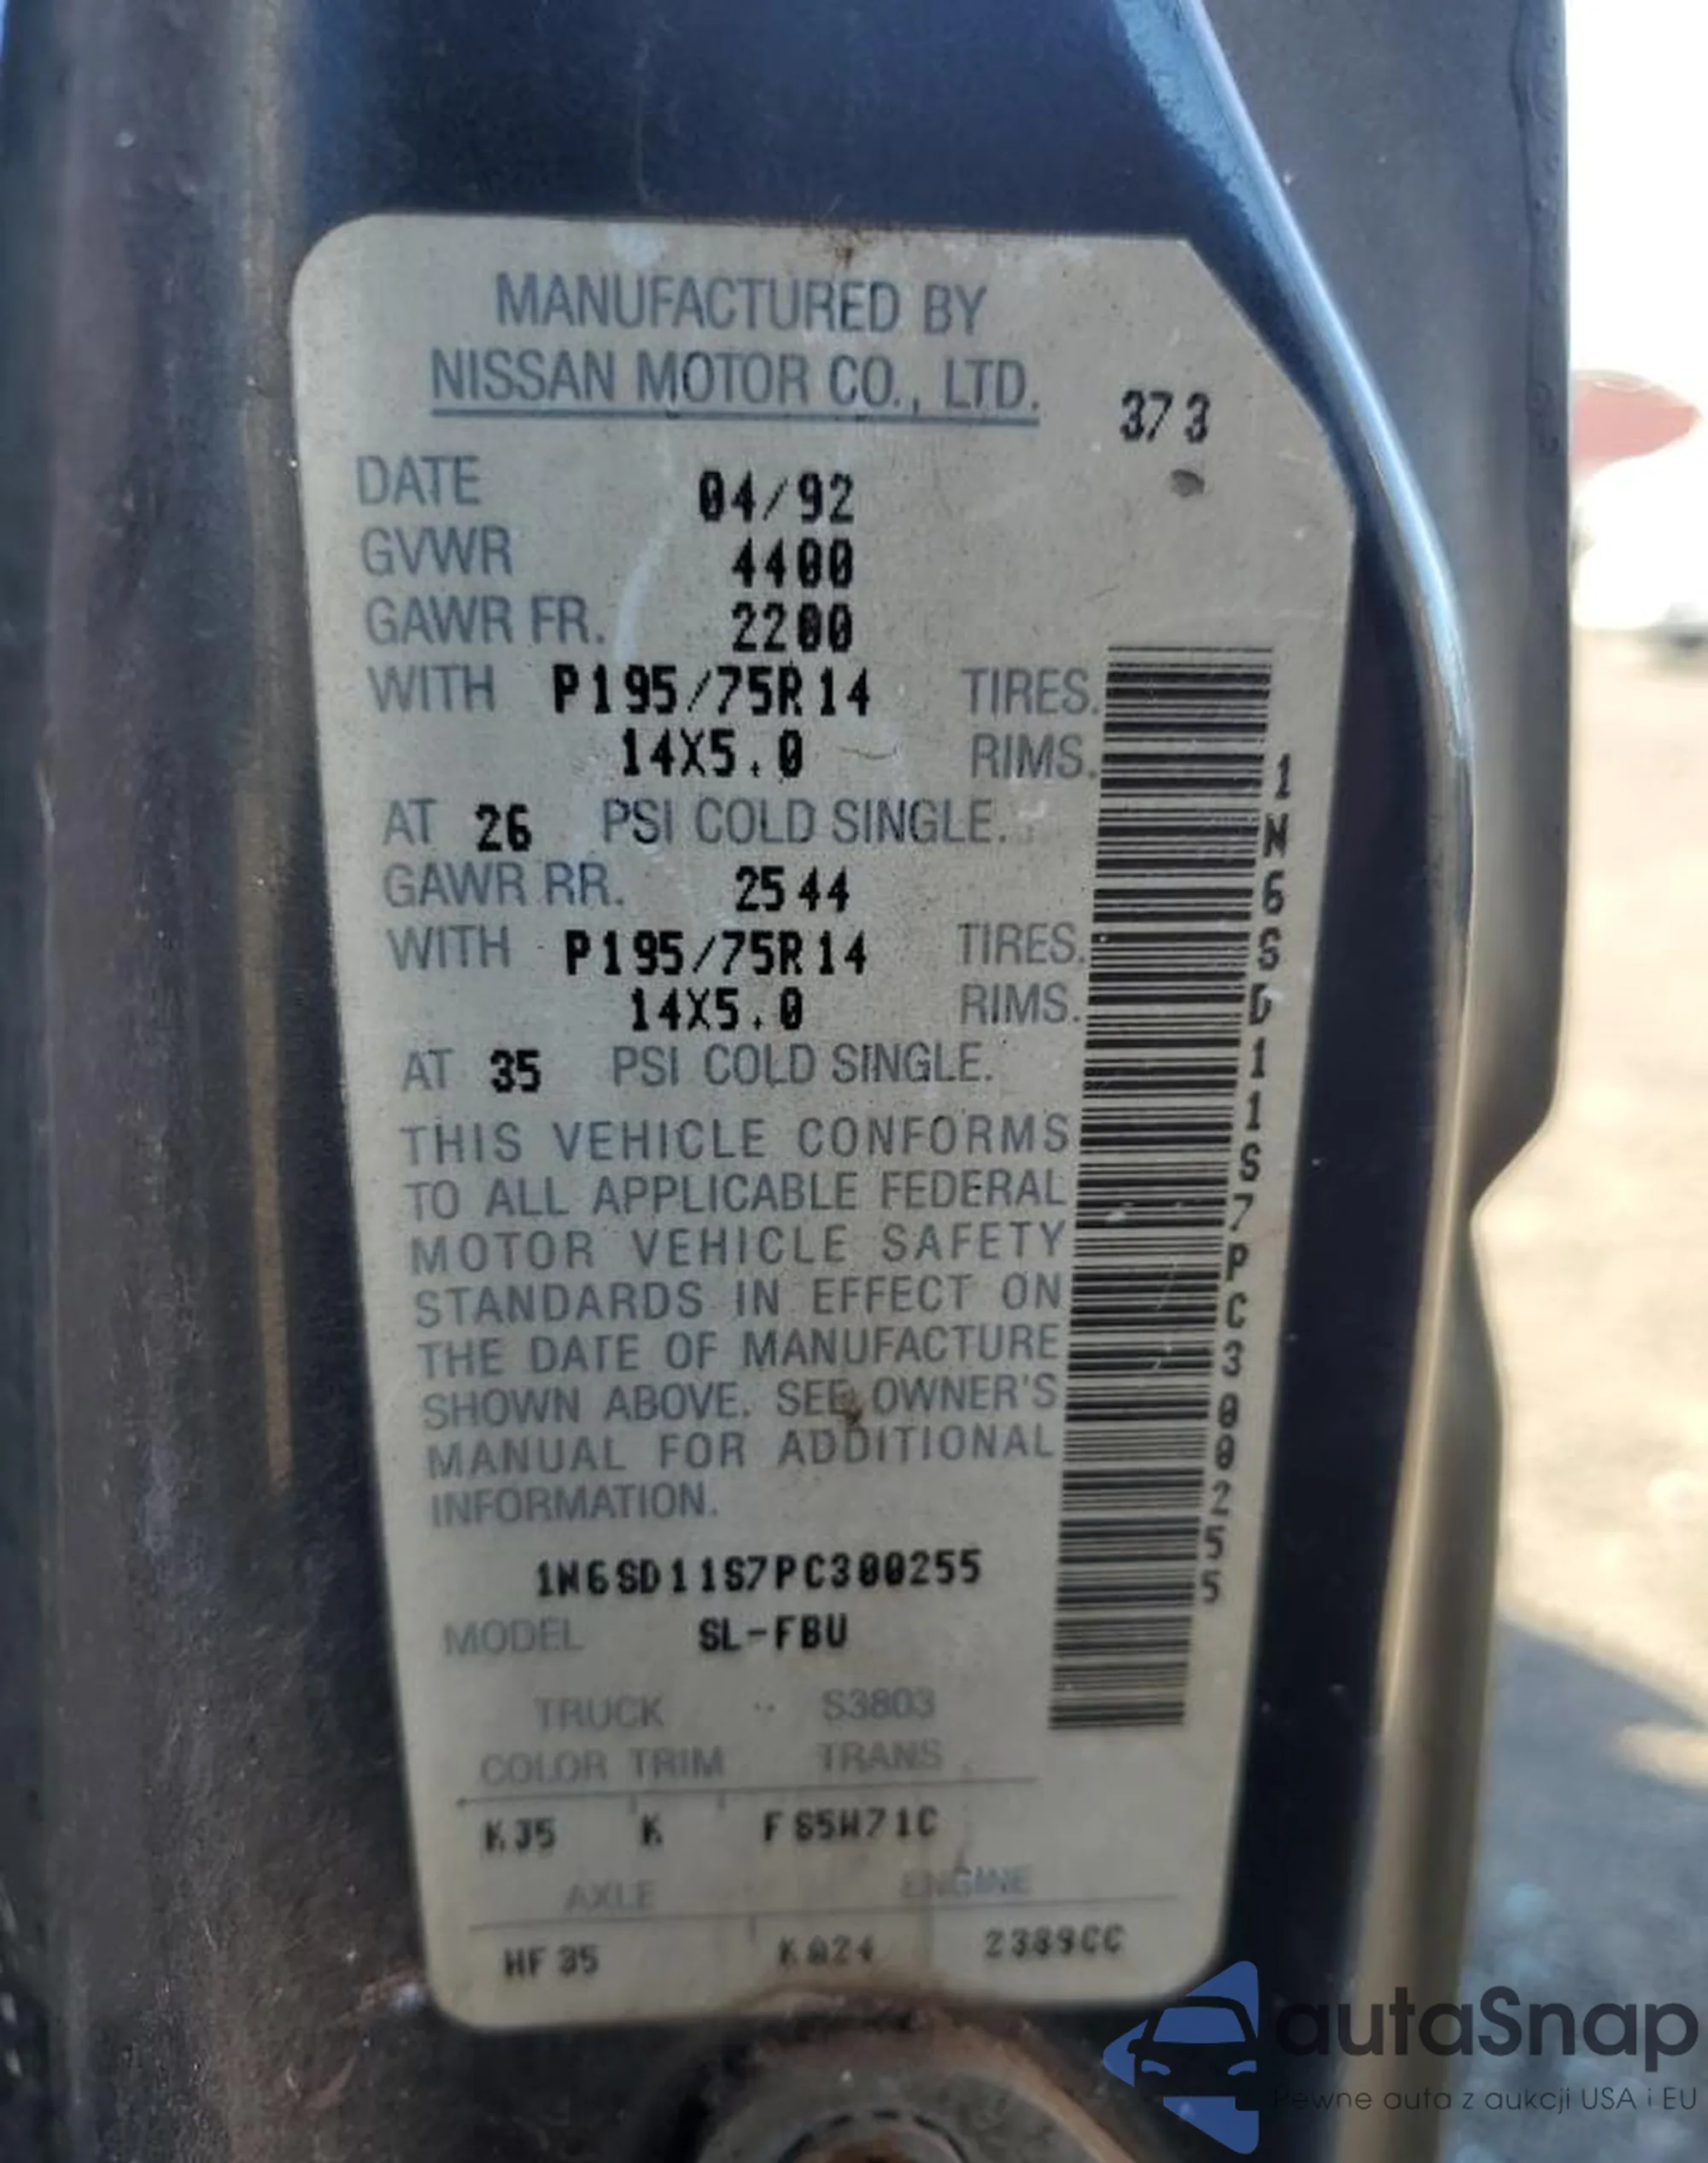 MANUFACTURED BY
NISSAN MOTOR CO., LTD.
373
DATE 04/92
GVWR 4400
GAWR FR. 2200
WITH P195/75R14 TIRES.
14X5.0 RIMS.
AT 26 PSI COLD SINGLE.
GAWR RR. 2544
WITH P195/75R14 TIRES.
14X5.0 RIMS.
AT 35 PSI COLD SINGLE.
THIS VEHICLE CONFORMS
TO ALL APPLICABLE FEDERAL
MOTOR VEHICLE SAFETY
STANDARDS IN EFFECT ON
THE DATE OF MANUFACTURE
SHOWN ABOVE. SEE OWNER'S
MANUAL FOR ADDITIONAL
INFORMATION.
1N6SD11S7PC300255
MODEL SL-FBU
TRUCK S3803
COLOR TRIM TRANS
KJ5 K FS5W71C
AXLE ENGINE
HF35 KA24 2389CC
1N6SD11S7PC300255
autaSnap
Pewne auta z aukcji USA i EU